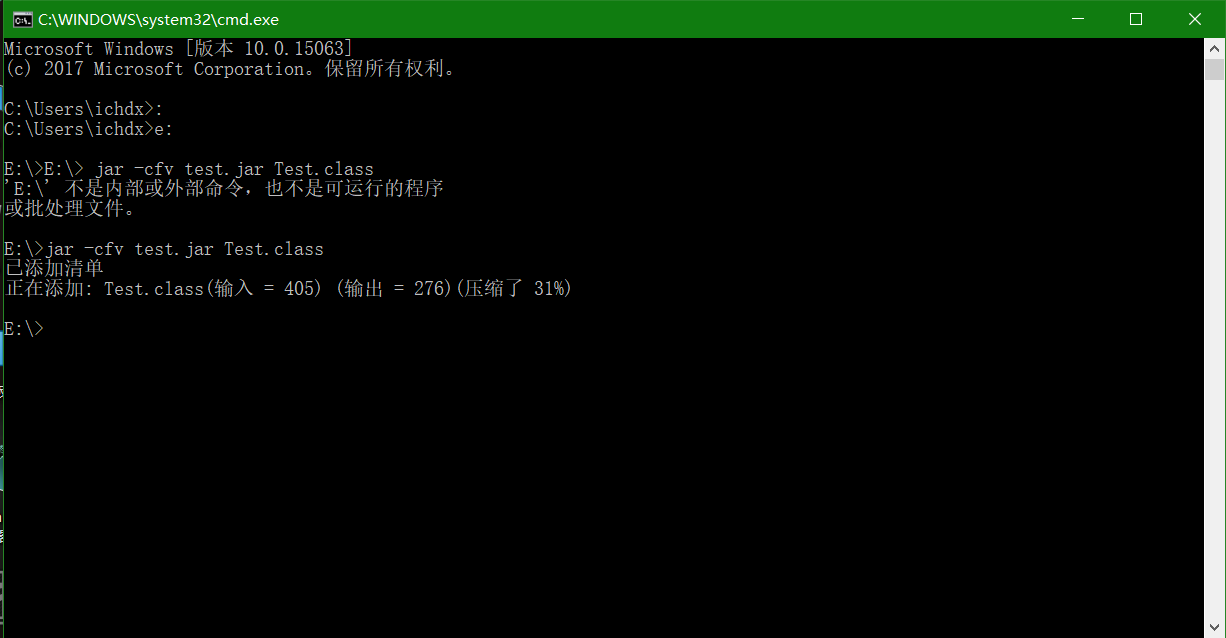 C:\WINDOWS\system32\cmd.exe
Microsoft Windows [版本 10.0.15063]
(c) 2017 Microsoft Corporation。保留所有权利。
C:\Users\ichdx>:
C:\Users\ichdx>e:
E:\>E:\> jar -cfv test.jar Test.class
'E:\' 不是内部或外部命令，也不是可运行的程序
或批处理文件。
E:\>jar -cfv test.jar Test.class
已添加清单
正在添加: Test.class(输入 = 405) (输出 = 276)(压缩了 31%)
E:\>